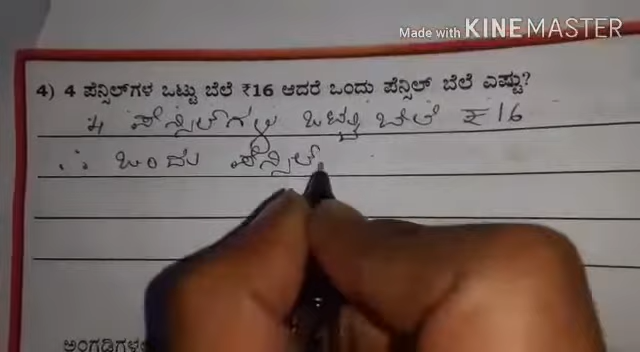 Made with KINEMASTER
4) 4 ಪೆನ್ಸಿಲ್‌ಗಳ ಒಟ್ಟು ಬೆಲೆ ₹16 ಆದರೆ ಒಂದು ಪೆನ್ಸಿಲ್ ಬೆಲೆ ಎಷ್ಟು?
4 ಪೆನ್ಸಿಲ್‌ಗಳ ಒಟ್ಟು ಬೆಲೆ ₹16
∴ ಒಂದು ಪೆನ್ಸಿಲ್